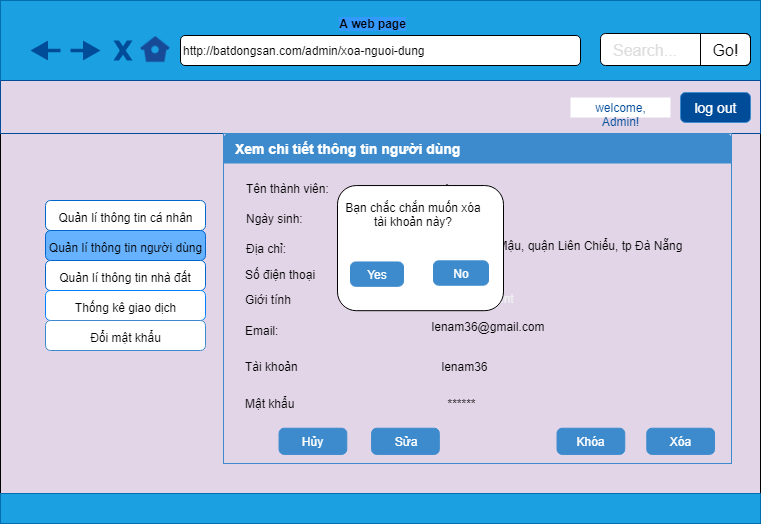 A web page
X
http://batdongsan.com/admin/xoa-nguoi-dung
Search...
Go!
welcome,
Admin!
log out
Xem chi tiết thông tin người dùng
Quản lí thông tin cá nhân
Quản lí thông tin người dùng
Quản lí thông tin nhà đất
Thống kê giao dịch
Đổi mật khẩu
Tên thành viên:
Ngày sinh:
Địa chỉ:
Mậu, quận Liên Chiểu, tp Đà Nẵng
Số điện thoại
Giới tính
Email:
lenam36@gmail.com
Tài khoản
lenam36
Mật khẩu
******
Bạn chắc chắn muốn xóa
tài khoản này?
Yes
No
Hủy
Sửa
Khóa
Xóa